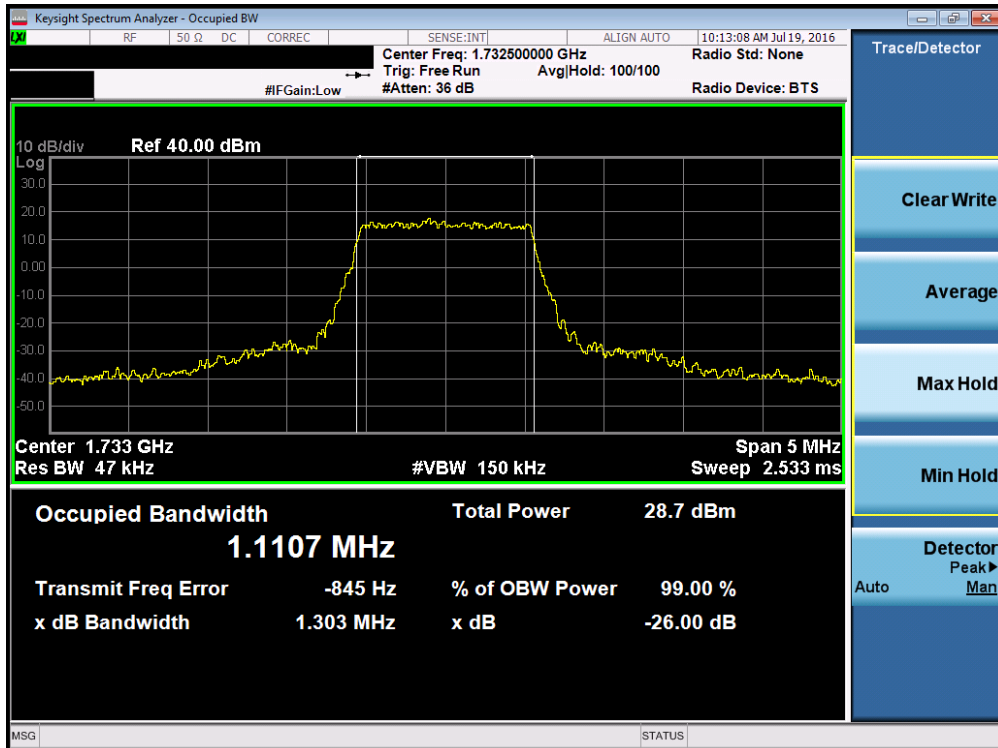 Keysight Spectrum Analyzer - Occupied BW
LXI RF 50 Ω DC CORREC SENSE:INT ALIGN AUTO 10:13:08 AM Jul 19, 2016
Center Freq: 1.732500000 GHz Radio Std: None
Trig: Free Run Avg|Hold: 100/100
#IFGain:Low #Atten: 36 dB Radio Device: BTS
10 dB/div Ref 40.00 dBm
Log
30.0
20.0
10.0
0.00
-10.0
-20.0
-30.0
-40.0
-50.0
Center 1.733 GHz Span 5 MHz
Res BW 47 kHz #VBW 150 kHz Sweep 2.533 ms
Occupied Bandwidth Total Power 28.7 dBm
1.1107 MHz
Transmit Freq Error -845 Hz % of OBW Power 99.00 %
x dB Bandwidth 1.303 MHz x dB -26.00 dB
MSG STATUS
Trace/Detector
Clear Write
Average
Max Hold
Min Hold
Detector
Peak▶
Auto Man